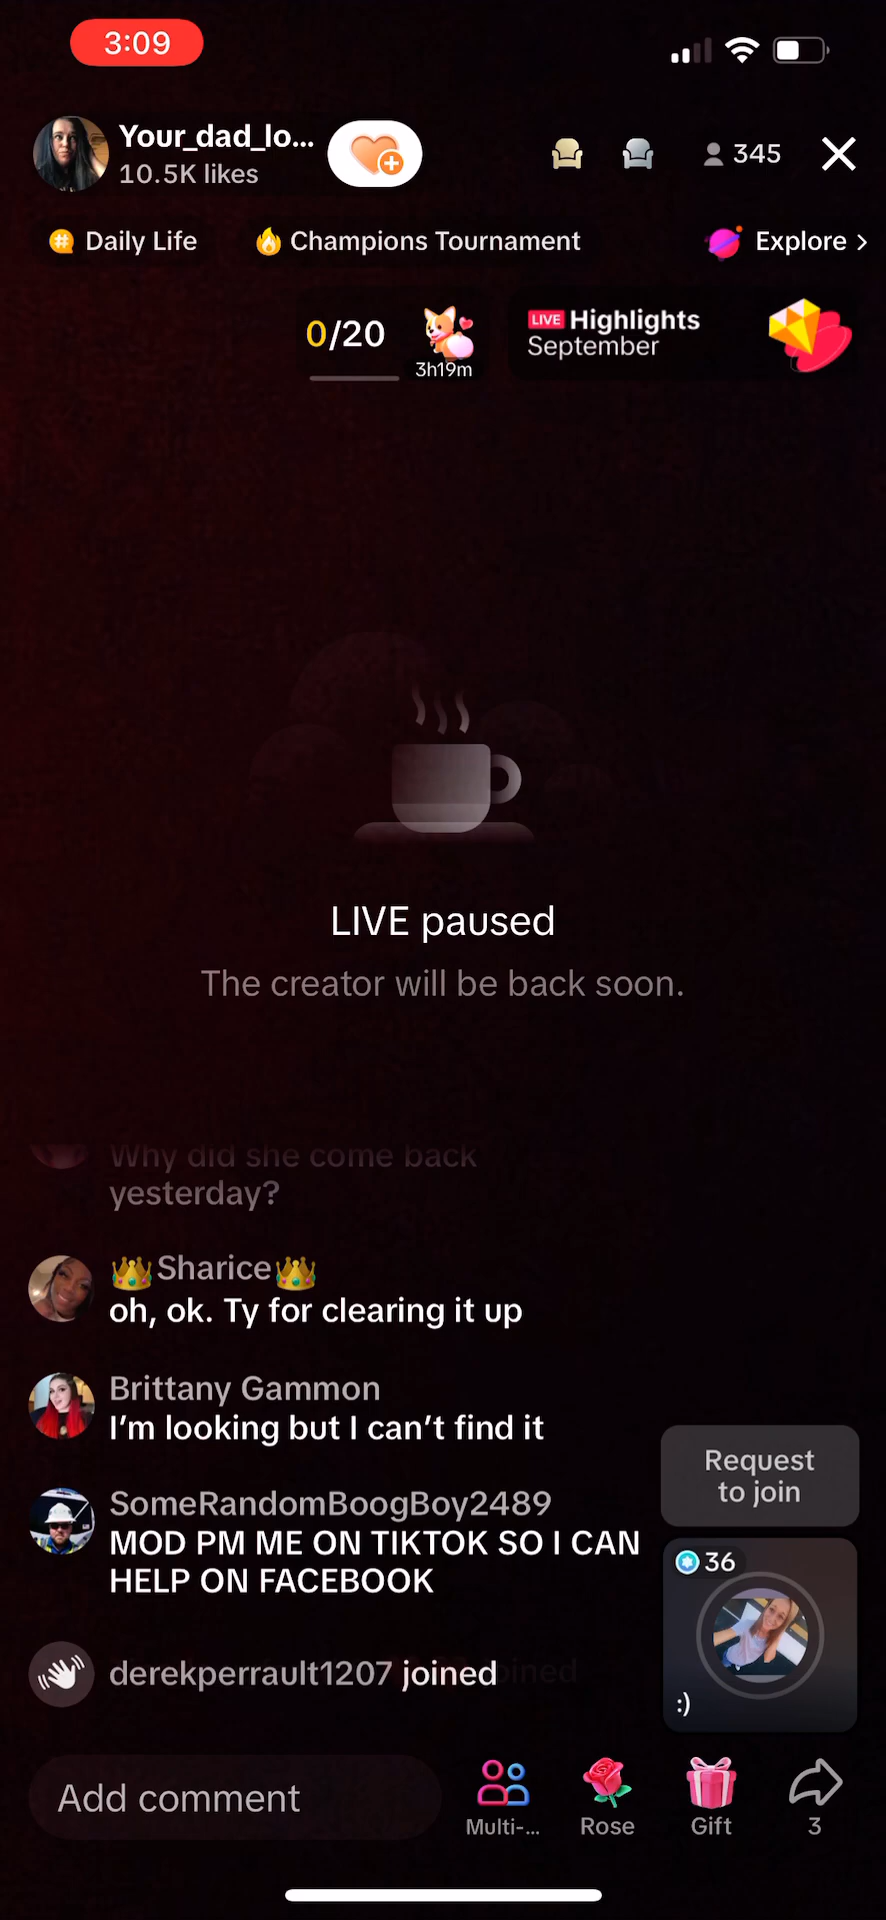 3:09
Your_dad_lo...
10.5K likes
345
Daily Life
Champions Tournament
Explore >
0/20
3h19m
LIVE Highlights
September
LIVE paused
The creator will be back soon.
Why did she come back
yesterday?
👑Sharice👑
oh, ok. Ty for clearing it up
Brittany Gammon
I'm looking but I can't find it
SomeRandomBoogBoy2489
MOD PM ME ON TIKTOK SO I CAN
HELP ON FACEBOOK
Request
to join
36
:)
derekperrault1207 joined
joined
Add comment
Multi-...
Rose
Gift
3